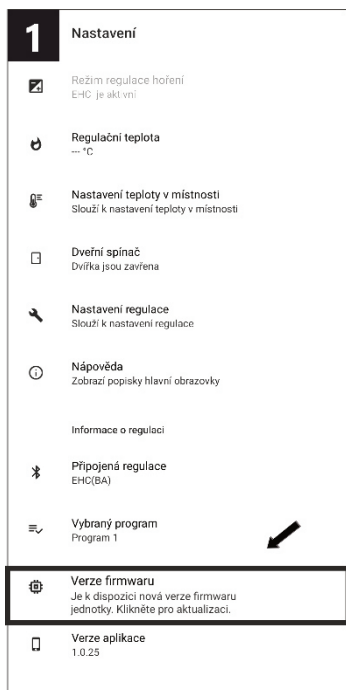 1
Nastavení
Režim regulace hoření
EHC je aktvní
Regulační teplota
--- °C
Nastavení teploty v místnosti
Slouží k nastavení teploty v místnosti
Dveřní spínač
Dvířka jsou zavřena
Nastavení regulace
Slouží k nastavení regulace
Nápověda
Zobrazí popisky hlavní obrazovky
Informace o regulaci
Připojená regulace
EHC(BA)
Vybraný program
Program 1
Verze firmwaru
Je k dispozici nová verze firmwaru
jednotky. Klikněte pro aktualizaci.
Verze aplikace
1.0.25